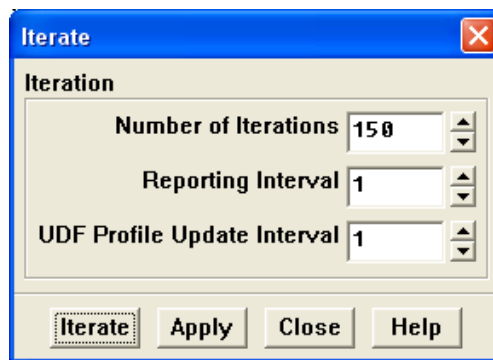 Iterate
Iteration
Number of Iterations 150
Reporting Interval 1
UDF Profile Update Interval 1
Iterate Apply Close Help